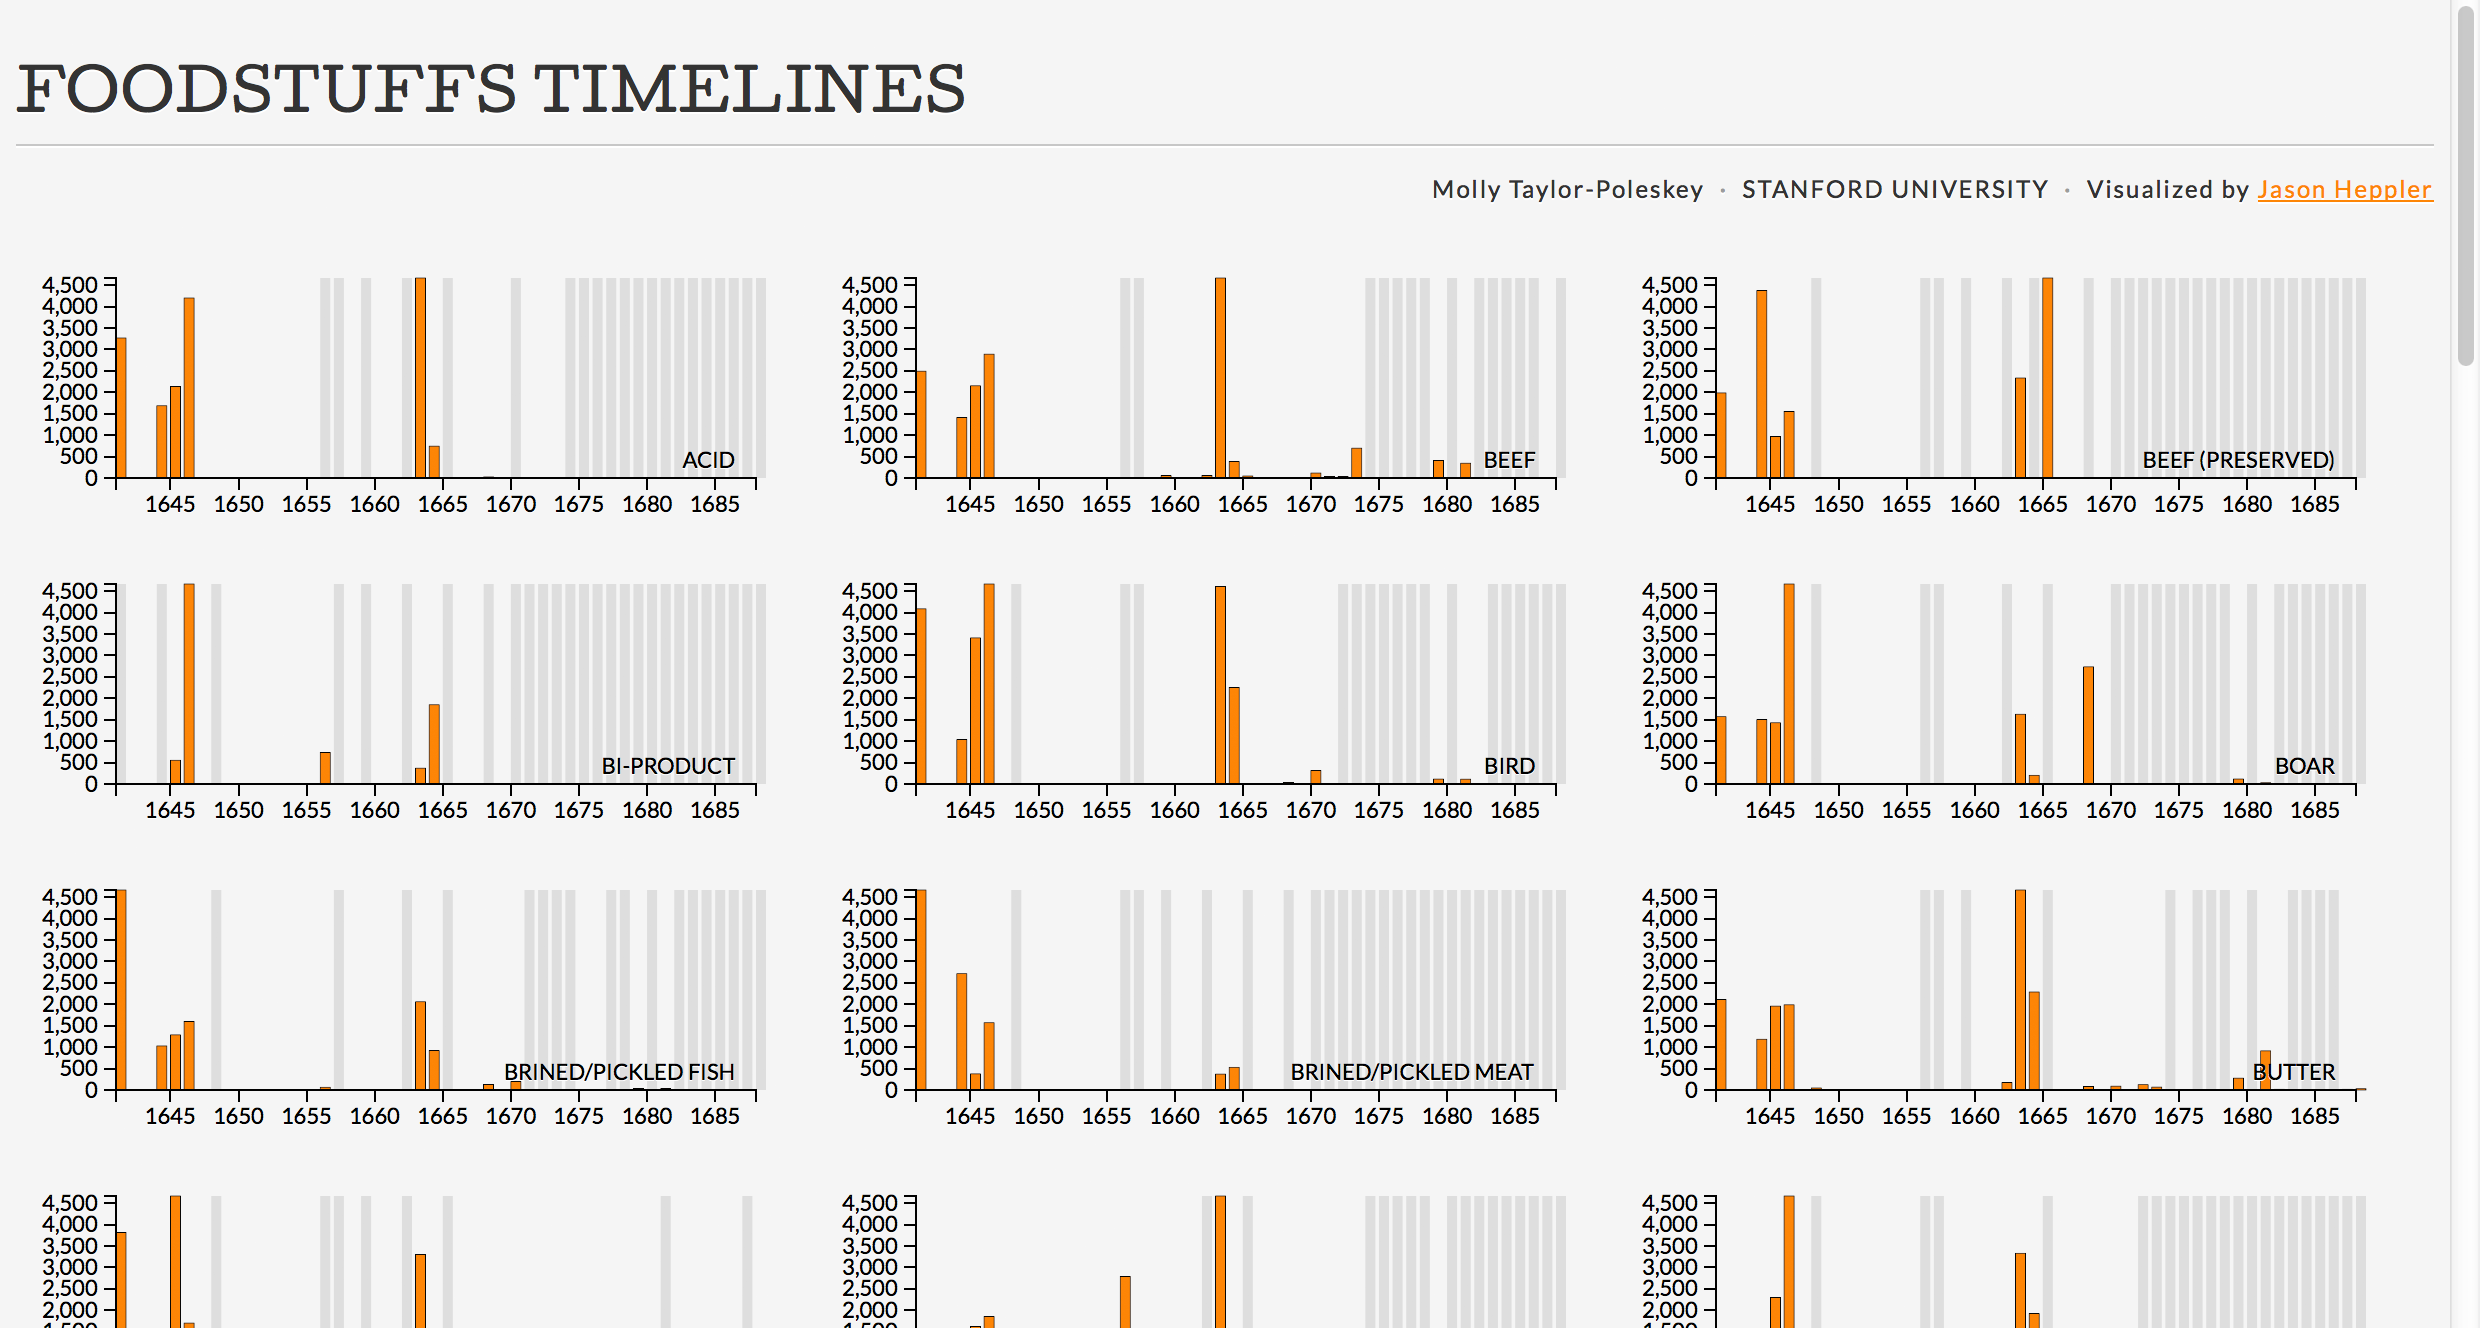 FOODSTUFFS TIMELINES
Molly Taylor-Poleskey · STANFORD UNIVERSITY · Visualized by Jason Heppler
4,500 4,500 4,500
4,000 4,000 4,000
3,500 3,500 3,500
3,000 3,000 3,000
2,500 2,500 2,500
2,000 2,000 2,000
1,500 1,500 1,500
1,000 1,000 1,000
500 ACID 500 BEEF 500 BEEF (PRESERVED)
0 0 0
1645 1650 1655 1660 1665 1670 1675 1680 1685 1645 1650 1655 1660 1665 1670 1675 1680 1685 1645 1650 1655 1660 1665 1670 1675 1680 1685
4,500 4,500 4,500
4,000 4,000 4,000
3,500 3,500 3,500
3,000 3,000 3,000
2,500 2,500 2,500
2,000 2,000 2,000
1,500 1,500 1,500
1,000 1,000 1,000
500 BI-PRODUCT 500 BIRD 500 BOAR
0 0 0
1645 1650 1655 1660 1665 1670 1675 1680 1685 1645 1650 1655 1660 1665 1670 1675 1680 1685 1645 1650 1655 1660 1665 1670 1675 1680 1685
4,500 4,500 4,500
4,000 4,000 4,000
3,500 3,500 3,500
3,000 3,000 3,000
2,500 2,500 2,500
2,000 2,000 2,000
1,500 1,500 1,500
1,000 1,000 1,000
500 BRINED/PICKLED FISH 500 BRINED/PICKLED MEAT 500 BUTTER
0 0 0
1645 1650 1655 1660 1665 1670 1675 1680 1685 1645 1650 1655 1660 1665 1670 1675 1680 1685 1645 1650 1655 1660 1665 1670 1675 1680 1685
4,500 4,500 4,500
4,000 4,000 4,000
3,500 3,500 3,500
3,000 3,000 3,000
2,500 2,500 2,500
2,000 2,000 2,000